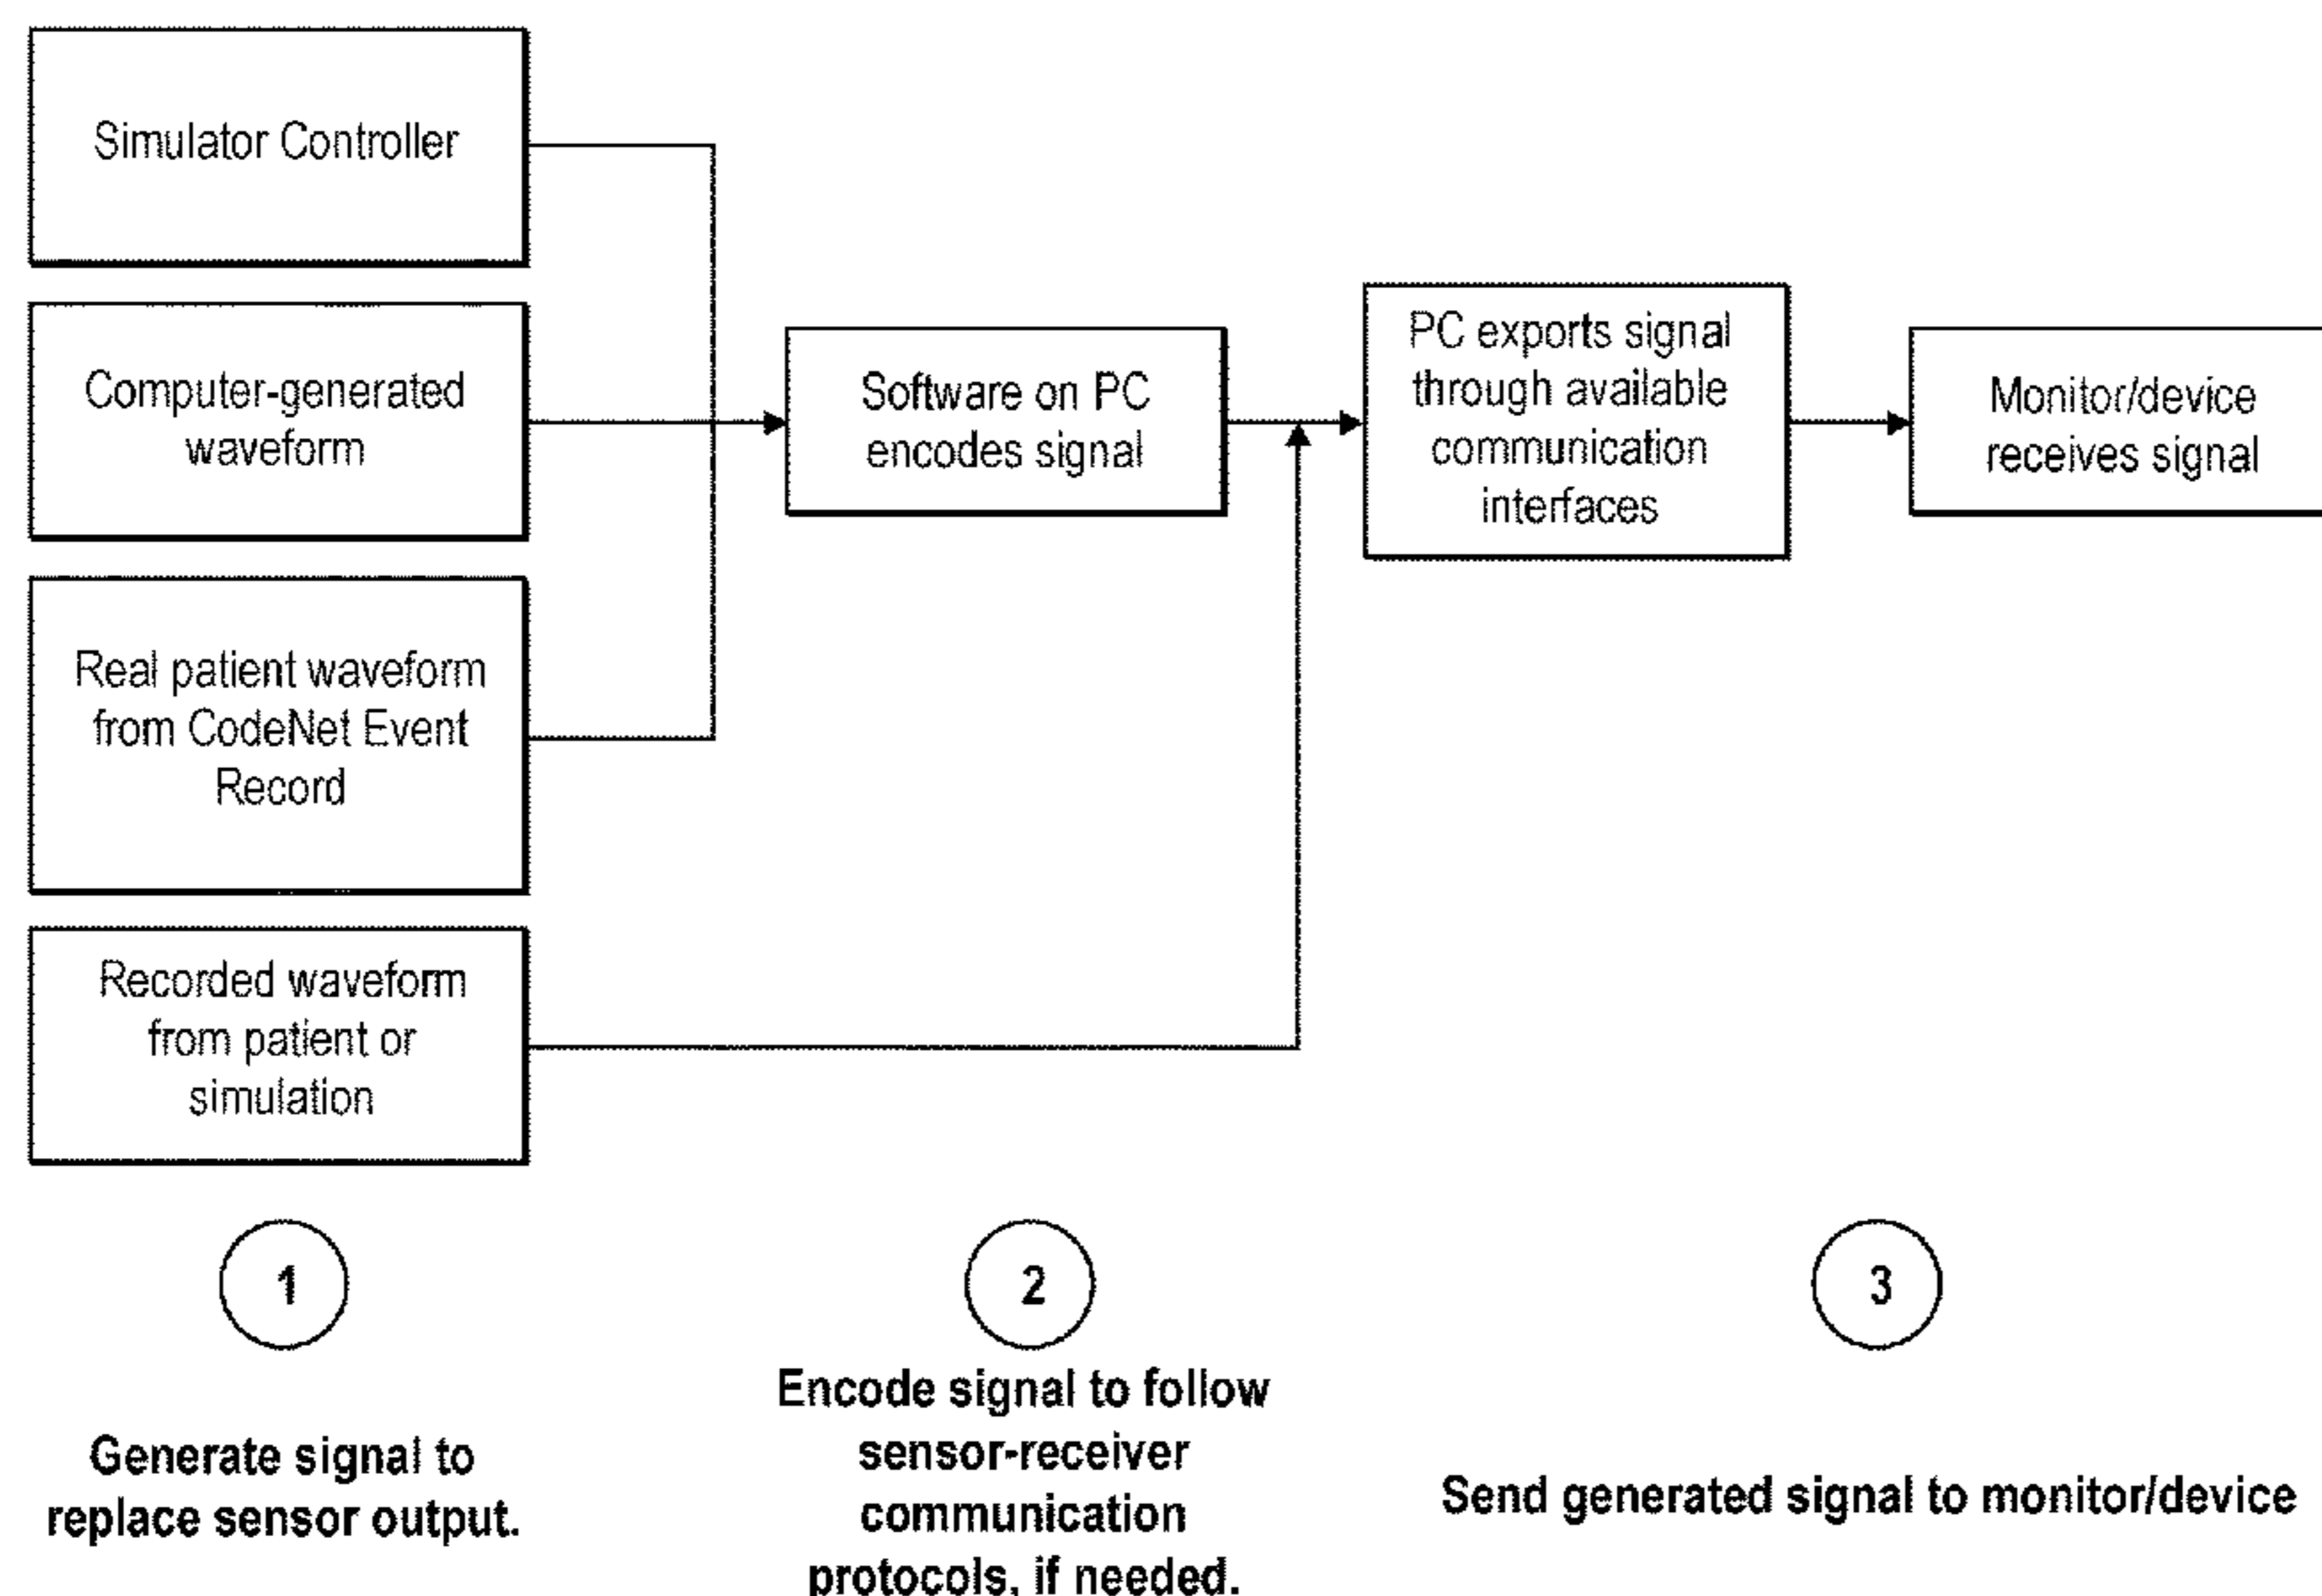 Simulator Controller
Computer-generated
waveform
Real patient waveform
from CodeNet Event
Record
Recorded waveform
from patient or
simulation
Software on PC
encodes signal
PC exports signal
through available
communication
interfaces
Monitor/device
receives signal
1
Generate signal to
replace sensor output.
2
Encode signal to follow
sensor-receiver
communication
protocols, if needed.
3
Send generated signal to monitor/device